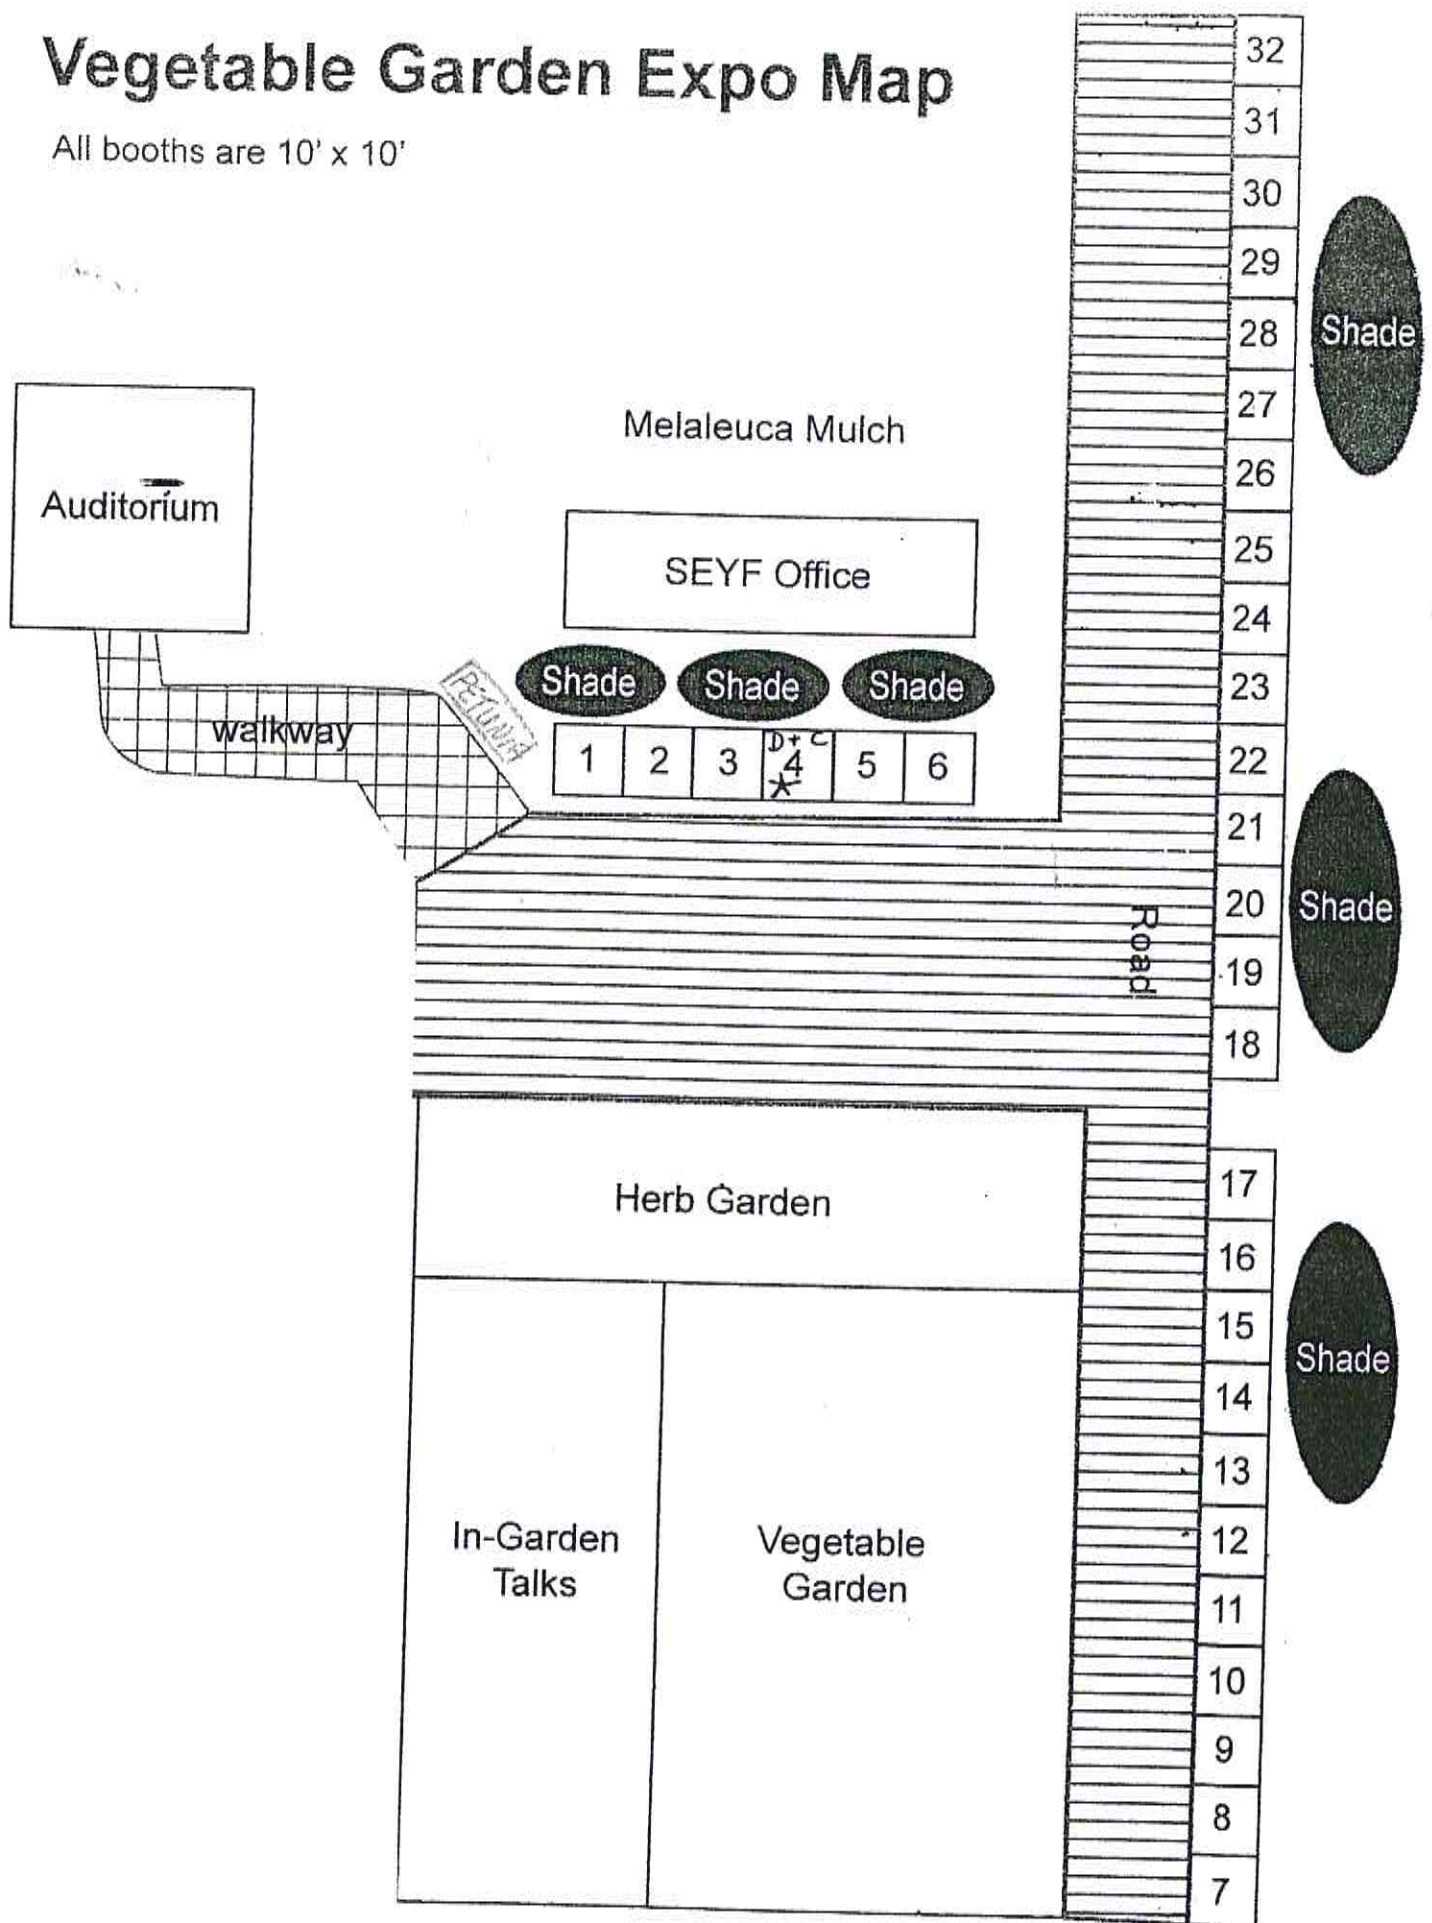 Vegetable Garden Expo Map
All booths are 10' x 10'
32
31
30
29
28
27
26
25
24
23
22
21
20
19
18
Shade
Shade
Melaleuca Mulch
Auditorium
SEYF Office
Shade
Shade
Shade
PETUNIA
walkway
1
2
3
D + C
4
5
6
Road
Herb Garden
In-Garden
Talks
Vegetable
Garden
17
16
15
14
13
12
11
10
9
8
7
Shade